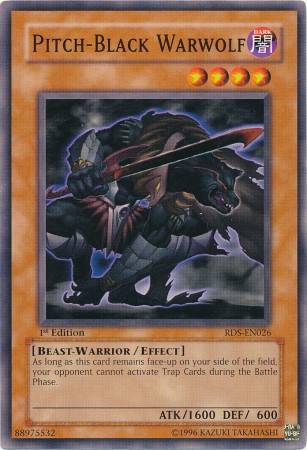 PITCH-BLACK WARWOLF
DARK
闇
1st Edition
RDS-EN026
[BEAST-WARRIOR / EFFECT]
As long as this card remains face-up on your side of the field,
your opponent cannot activate Trap Cards during the Battle
Phase.
ATK/1600 DEF/ 600
88975532
©1996 KAZUKI TAKAHASHI